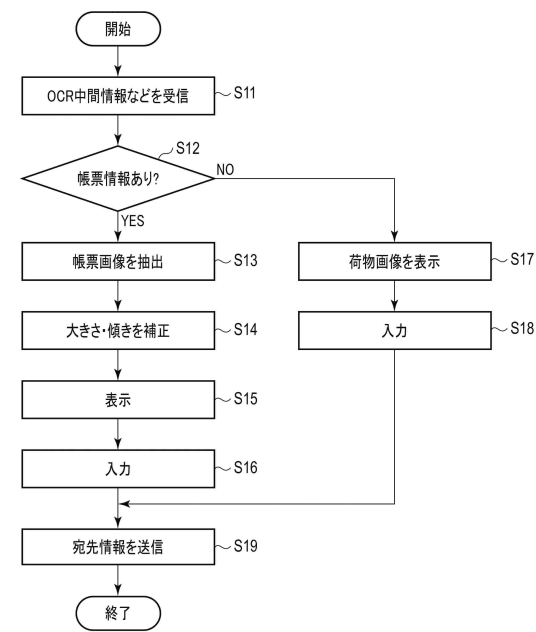 開始
OCR中間情報などを受信
S11
S12
帳票情報あり?
NO
YES
帳票画像を抽出
S13
荷物画像を表示
S17
大きさ・傾きを補正
S14
入力
S18
表示
S15
入力
S16
宛先情報を送信
S19
終了